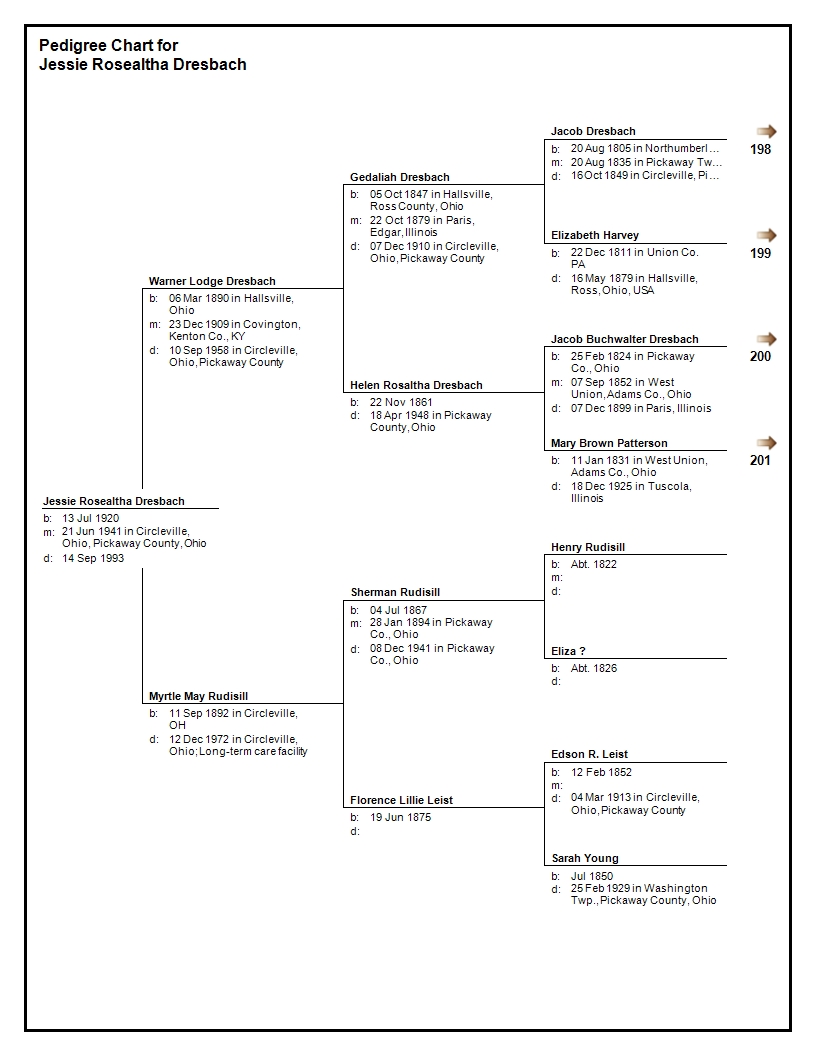 Pedigree Chart for
Jessie Rosealtha Dresbach
Jacob Dresbach
b: 20 Aug 1805 in Northumberl...
m: 20 Aug 1835 in Pickaway Tw...
d: 16 Oct 1849 in Circleville, Pi...
198
Gedaliah Dresbach
b: 05 Oct 1847 in Hallsville,
Ross County, Ohio
m: 22 Oct 1879 in Paris,
Edgar, Illinois
d: 07 Dec 1910 in Circleville,
Ohio, Pickaway County
Elizabeth Harvey
b: 22 Dec 1811 in Union Co.
PA
d: 16 May 1879 in Hallsville,
Ross, Ohio, USA
199
Warner Lodge Dresbach
b: 06 Mar 1890 in Hallsville,
Ohio
m: 23 Dec 1909 in Covington,
Kenton Co., KY
d: 10 Sep 1958 in Circleville,
Ohio, Pickaway County
Jacob Buchwalter Dresbach
b: 25 Feb 1824 in Pickaway
Co., Ohio
m: 07 Sep 1852 in West
Union, Adams Co., Ohio
d: 07 Dec 1899 in Paris, Illinois
200
Helen Rosaltha Dresbach
b: 22 Nov 1861
d: 18 Apr 1948 in Pickaway
County, Ohio
Mary Brown Patterson
b: 11 Jan 1831 in West Union,
Adams Co., Ohio
d: 18 Dec 1925 in Tuscola,
Illinois
201
Jessie Rosealtha Dresbach
b: 13 Jul 1920
m: 21 Jun 1941 in Circleville,
Ohio, Pickaway County, Ohio
d: 14 Sep 1993
Henry Rudisill
b: Abt. 1822
m:
d:
Sherman Rudisill
b: 04 Jul 1867
m: 28 Jan 1894 in Pickaway
Co., Ohio
d: 08 Dec 1941 in Pickaway
Co., Ohio
Eliza ?
b: Abt. 1826
d:
Myrtle May Rudisill
b: 11 Sep 1892 in Circleville,
OH
d: 12 Dec 1972 in Circleville,
Ohio; Long-term care facility
Edson R. Leist
b: 12 Feb 1852
m:
d: 04 Mar 1913 in Circleville,
Ohio, Pickaway County
Florence Lillie Leist
b: 19 Jun 1875
d:
Sarah Young
b: Jul 1850
d: 25 Feb 1929 in Washington
Twp., Pickaway County, Ohio